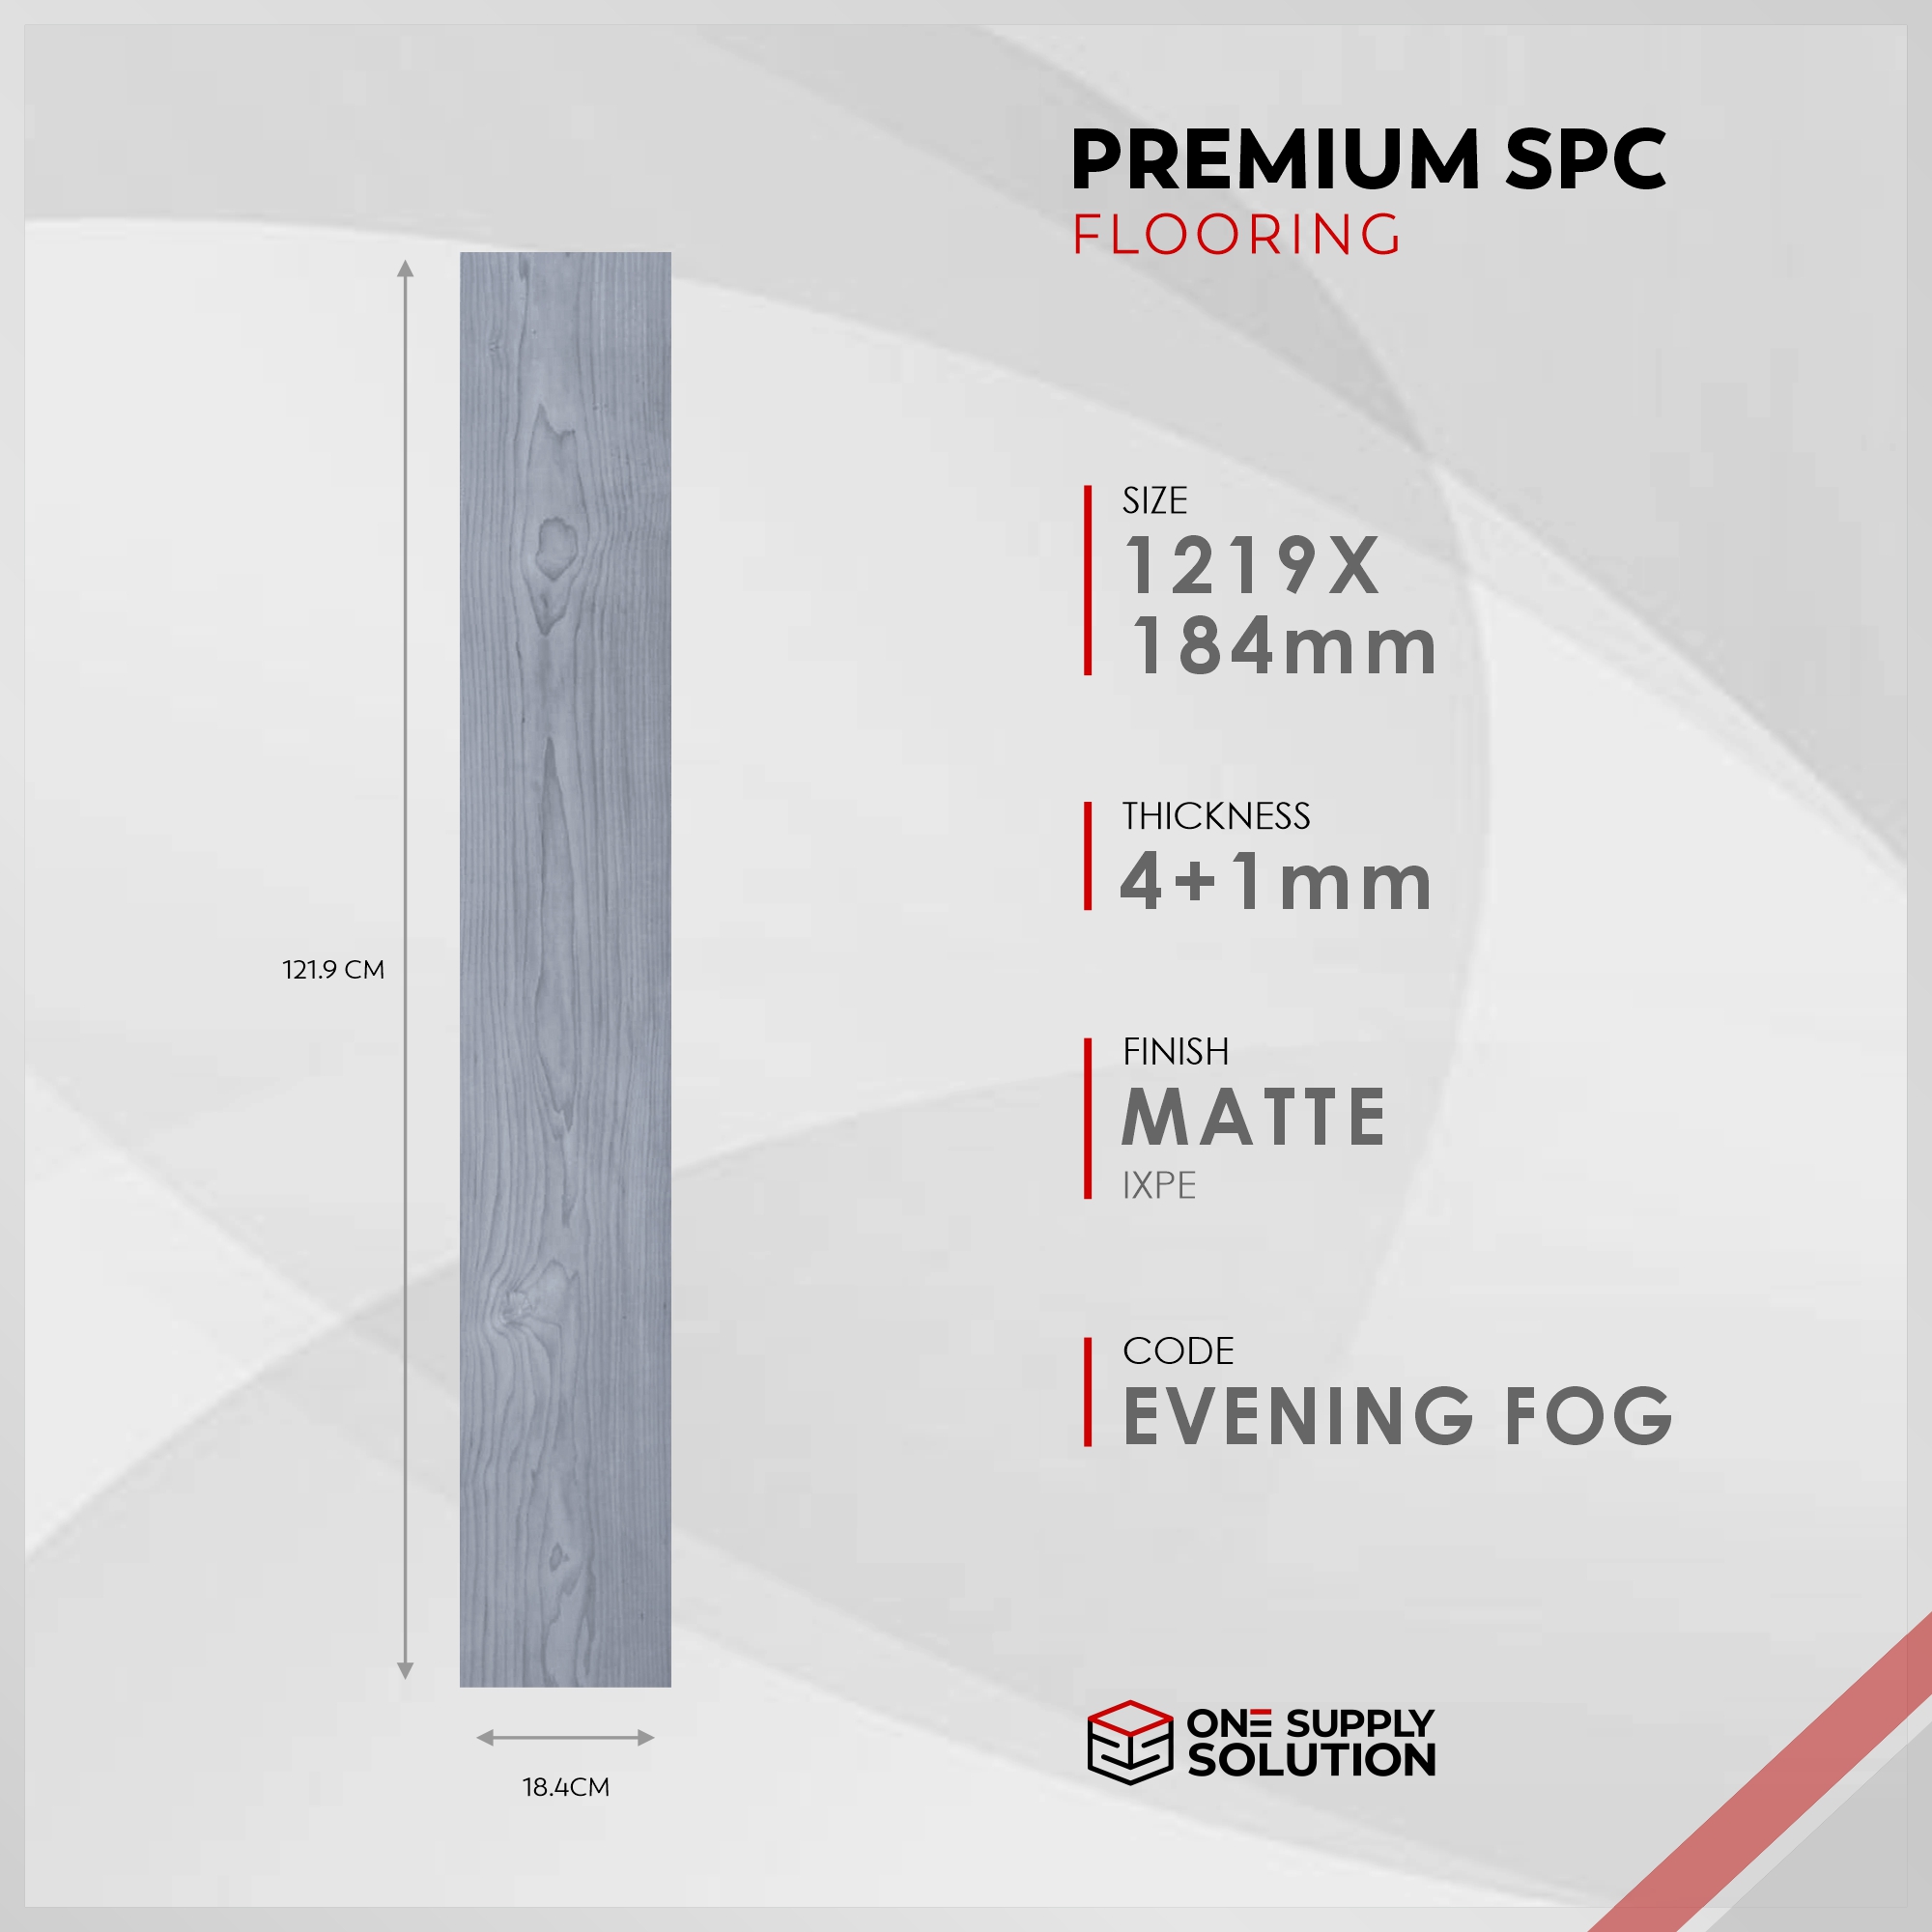 PREMIUM SPC
FLOORING
SIZE
1219X
184mm
THICKNESS
4+1mm
121.9 CM
FINISH
MATTE
IXPE
CODE
EVENING FOG
ONE SUPPLY
SOLUTION
18.4CM